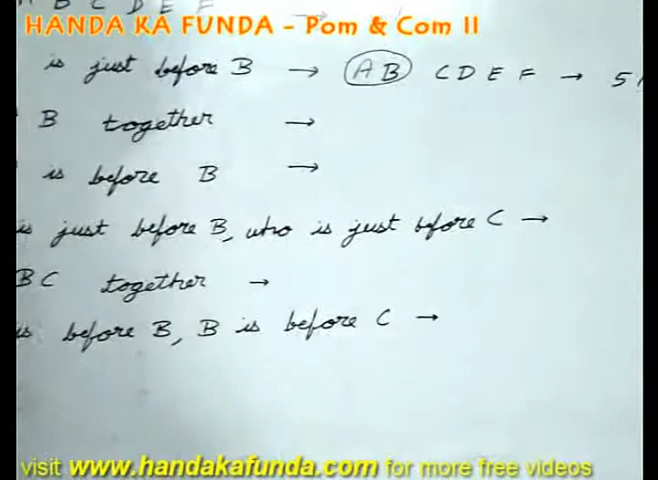 A B C D E F
HANDA KA FUNDA - Pom & Com II
is just before B → AB C D E F → 5!
B together →
is before B →
is just before B, who is just before C →
BC together →
is before B, B is before C →
visit www.handakafunda.com for more free videos